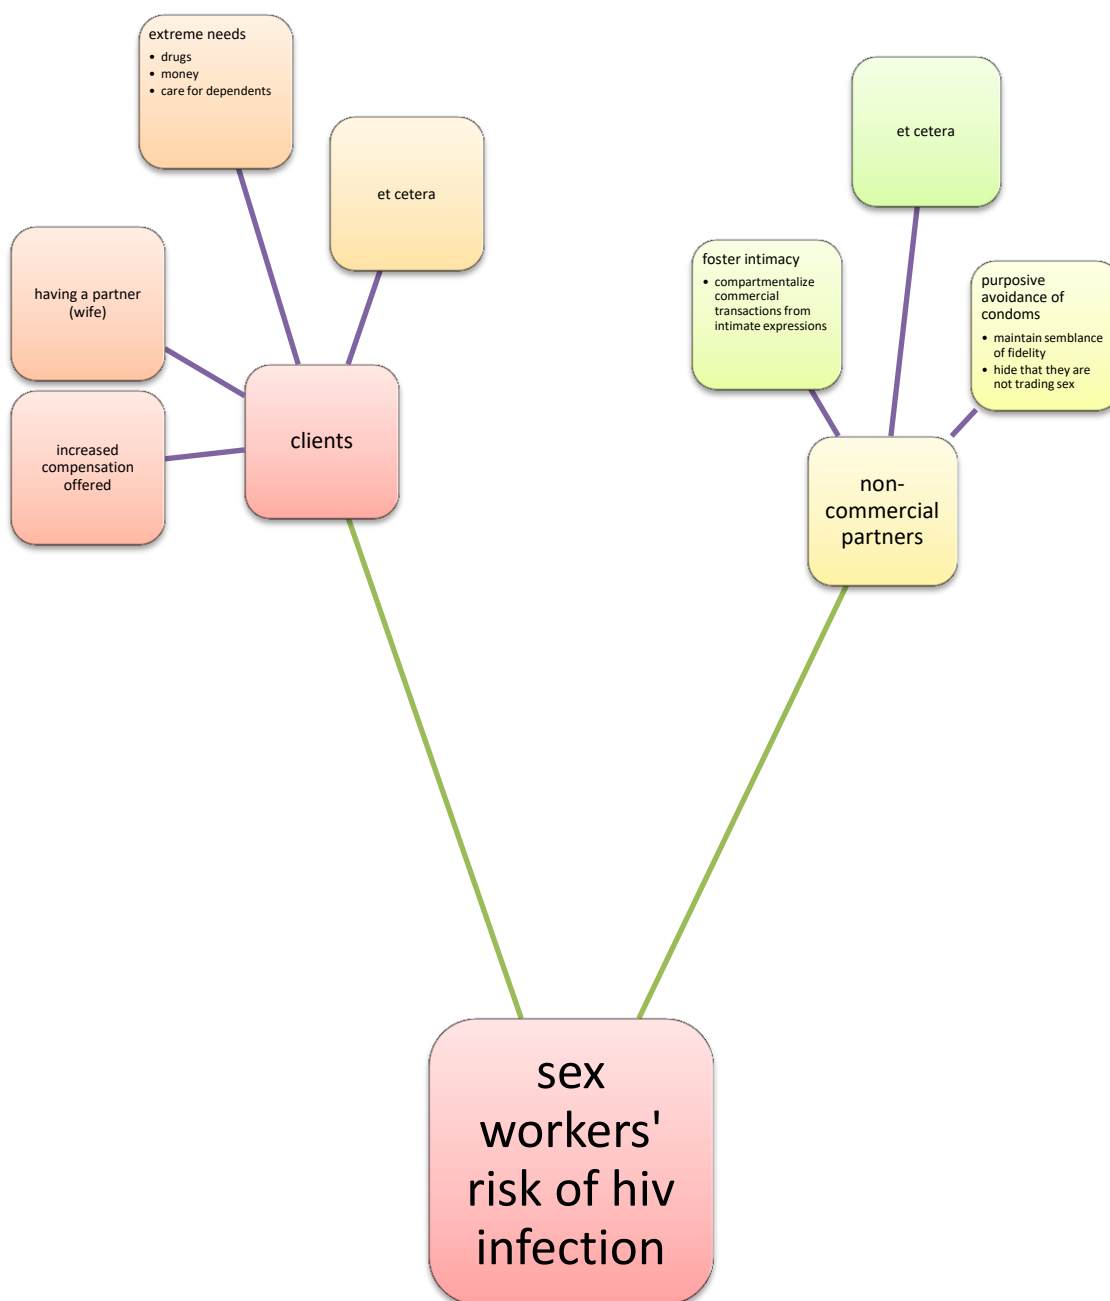 extreme needs
• drugs
• money
• care for dependents
et cetera
having a partner
(wife)
increased
compensation
offered
clients
et cetera
foster intimacy
• compartmentalize
commercial
transactions from
intimate expressions
purposive
avoidance of
condoms
• maintain semblance
of fidelity
• hide that they are
not trading sex
non-
commercial
partners
sex
workers'
risk of hiv
infection